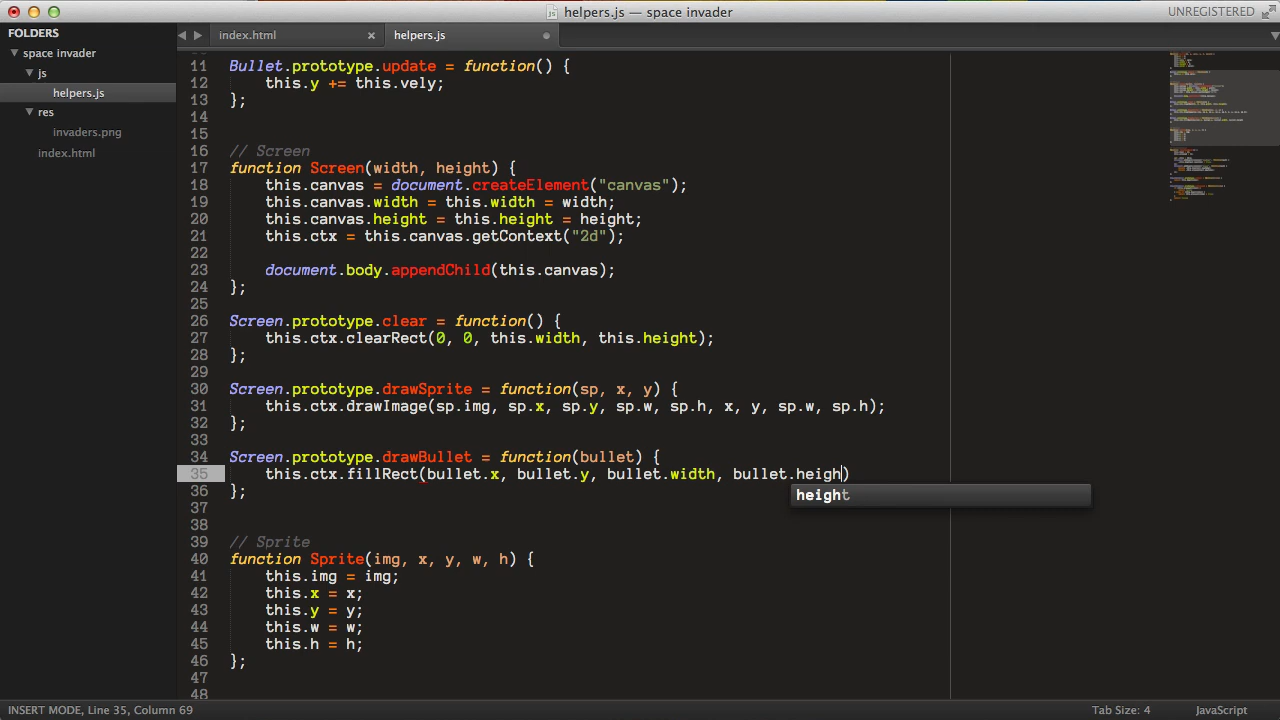 helpers.js — space invader
UNREGISTERED
FOLDERS
space invader
js
helpers.js
res
invaders.png
index.html
index.html
helpers.js
11 Bullet.prototype.update = function() {
12 this.y += this.vely;
13 };
14
15
16 // Screen
17 function Screen(width, height) {
18 this.canvas = document.createElement("canvas");
19 this.canvas.width = this.width = width;
20 this.canvas.height = this.height = height;
21 this.ctx = this.canvas.getContext("2d");
22
23 document.body.appendChild(this.canvas);
24 };
25
26 Screen.prototype.clear = function() {
27 this.ctx.clearRect(0, 0, this.width, this.height);
28 };
29
30 Screen.prototype.drawSprite = function(sp, x, y) {
31 this.ctx.drawImage(sp.img, sp.x, sp.y, sp.w, sp.h, x, y, sp.w, sp.h);
32 };
33
34 Screen.prototype.drawBullet = function(bullet) {
35 this.ctx.fillRect(bullet.x, bullet.y, bullet.width, bullet.heigh)
height
36 };
37
38
39 // Sprite
40 function Sprite(img, x, y, w, h) {
41 this.img = img;
42 this.x = x;
43 this.y = y;
44 this.w = w;
45 this.h = h;
46 };
47
48
INSERT MODE, Line 35, Column 69
Tab Size: 4
JavaScript